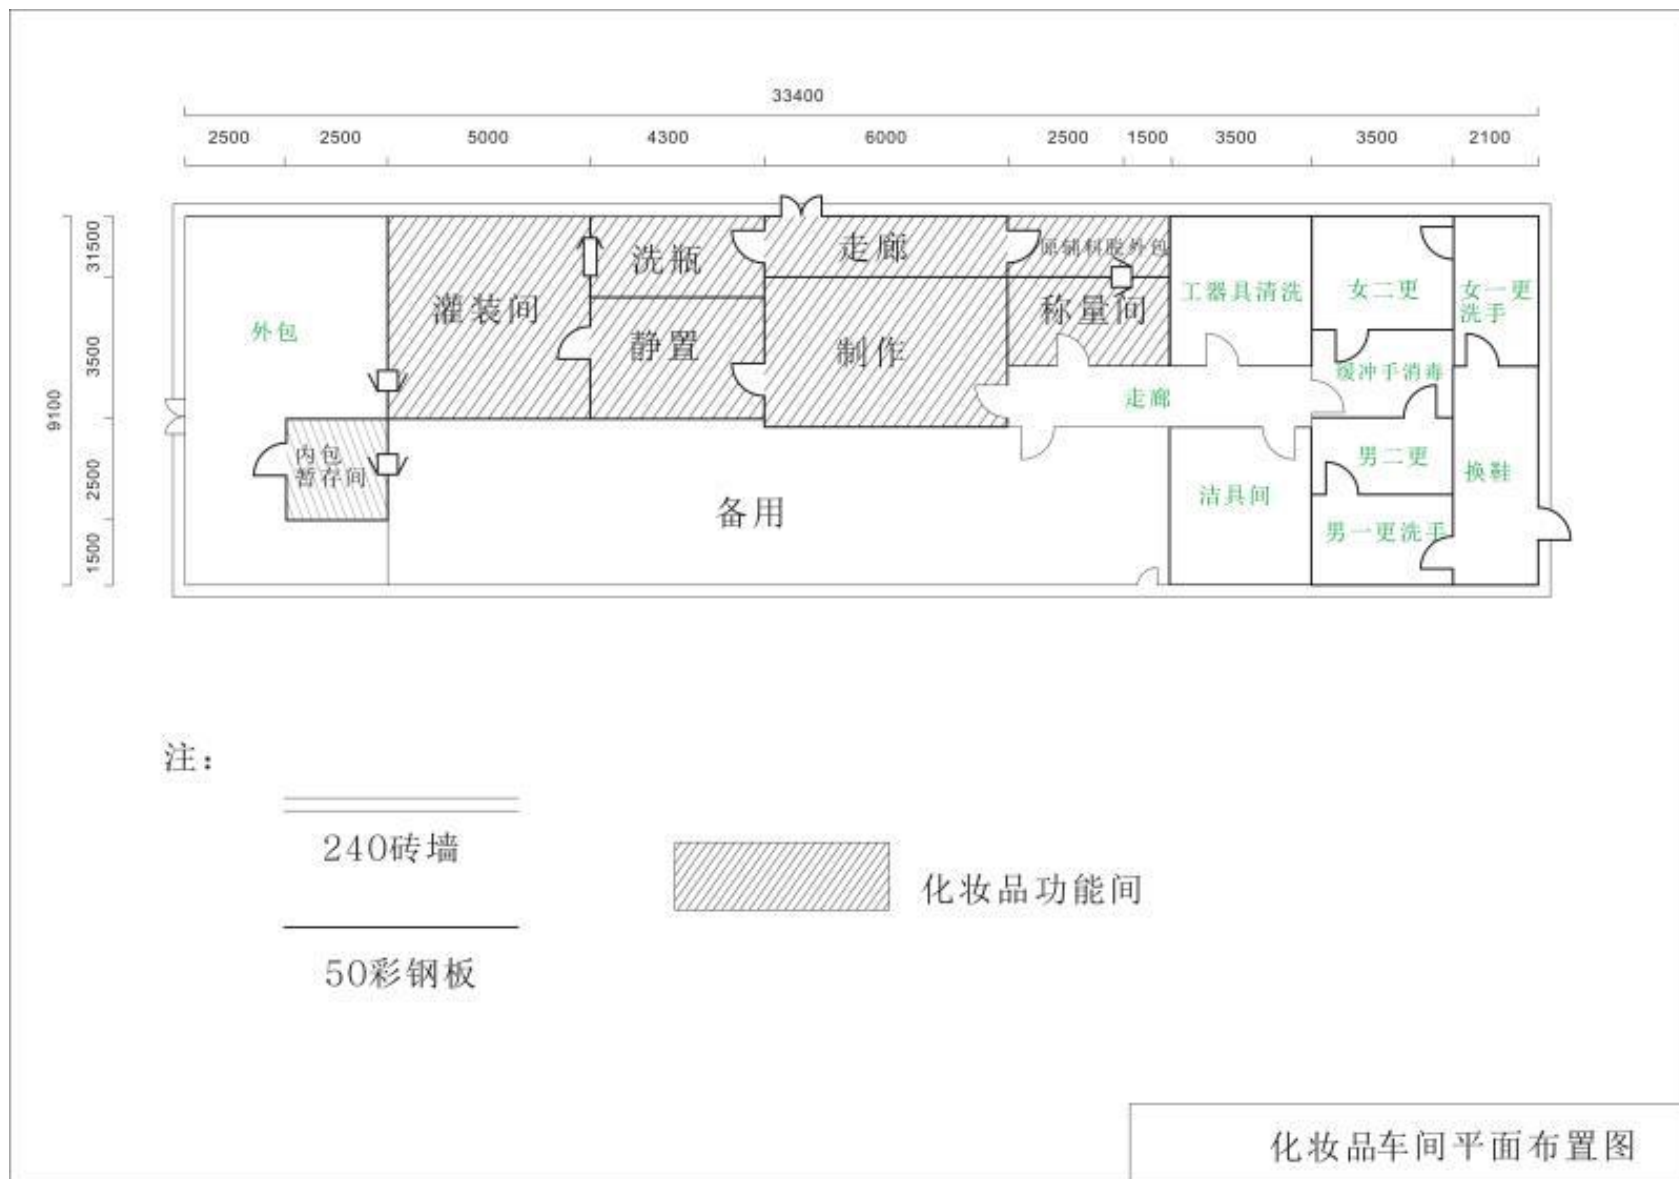 33400
2500 2500 5000 4300 6000 2500 1500 3500 3500 2100
31500
3500
2500
1500
9100
洗瓶
走廊
原辅料脱外包
灌装间
称量间
工器具清洗
女二更
女一更
洗手
外包
静置
制作
缓冲手消毒
走廊
内包
暂存间
男二更
换鞋
备用
洁具间
男一更洗手
注：
240砖墙
化妆品功能间
50彩钢板
化妆品车间平面布置图